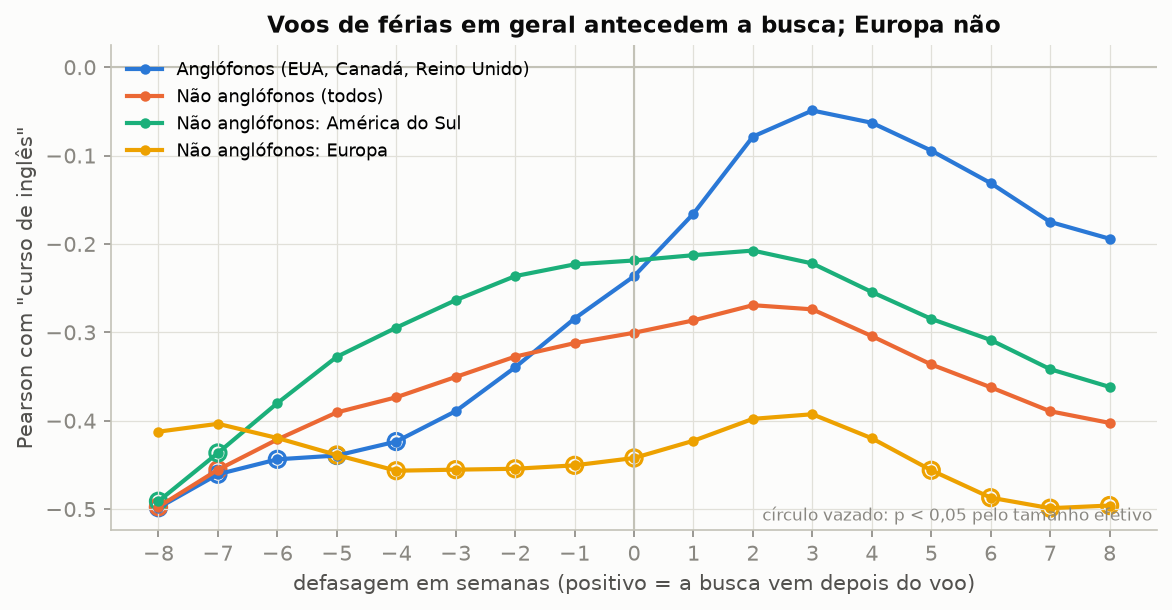 Voos de férias em geral antecedem a busca; Europa não
Anglófonos (EUA, Canadá, Reino Unido)
Não anglófonos (todos)
Não anglófonos: América do Sul
Não anglófonos: Europa
Pearson com "curso de inglês"
0.0
−0.1
−0.2
−0.3
−0.4
−0.5
círculo vazado: p < 0,05 pelo tamanho efetivo
−8 −7 −6 −5 −4 −3 −2 −1 0 1 2 3 4 5 6 7 8
defasagem em semanas (positivo = a busca vem depois do voo)